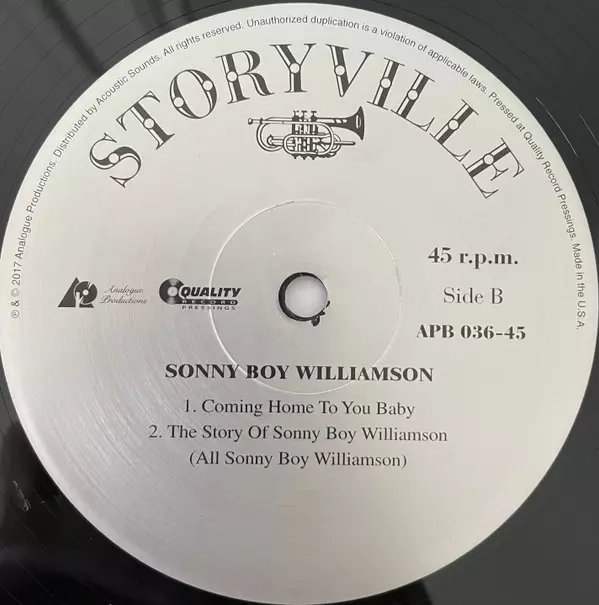 ℗ & © 2017 Analogue Productions. Distributed by Acoustic Sounds. All rights reserved. Unauthorized duplication is a violation of applicable laws. Pressed at Quality Record Pressings. Made in the U.S.A.
STORYVILLE
45 r.p.m.
Analogue
Productions
QUALITY
RECORD
PRESSINGS
Side B
APB 036-45
SONNY BOY WILLIAMSON
1. Coming Home To You Baby
2. The Story Of Sonny Boy Williamson
(All Sonny Boy Williamson)